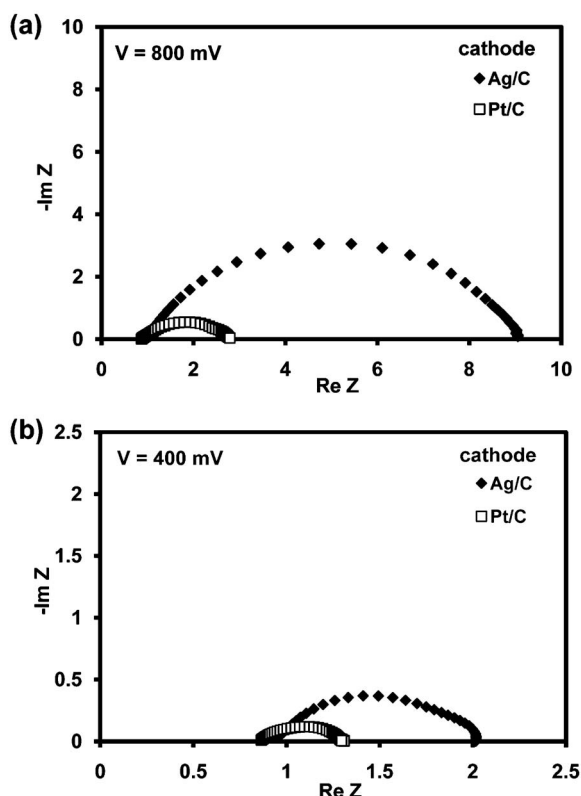 (a)
V = 800 mV
cathode
Ag/C
Pt/C
10
8
6
4
2
0
-Im Z
0 2 4 6 8 10
Re Z
(b)
V = 400 mV
cathode
Ag/C
Pt/C
2.5
2
1.5
1
0.5
0
-Im Z
0 0.5 1 1.5 2 2.5
Re Z